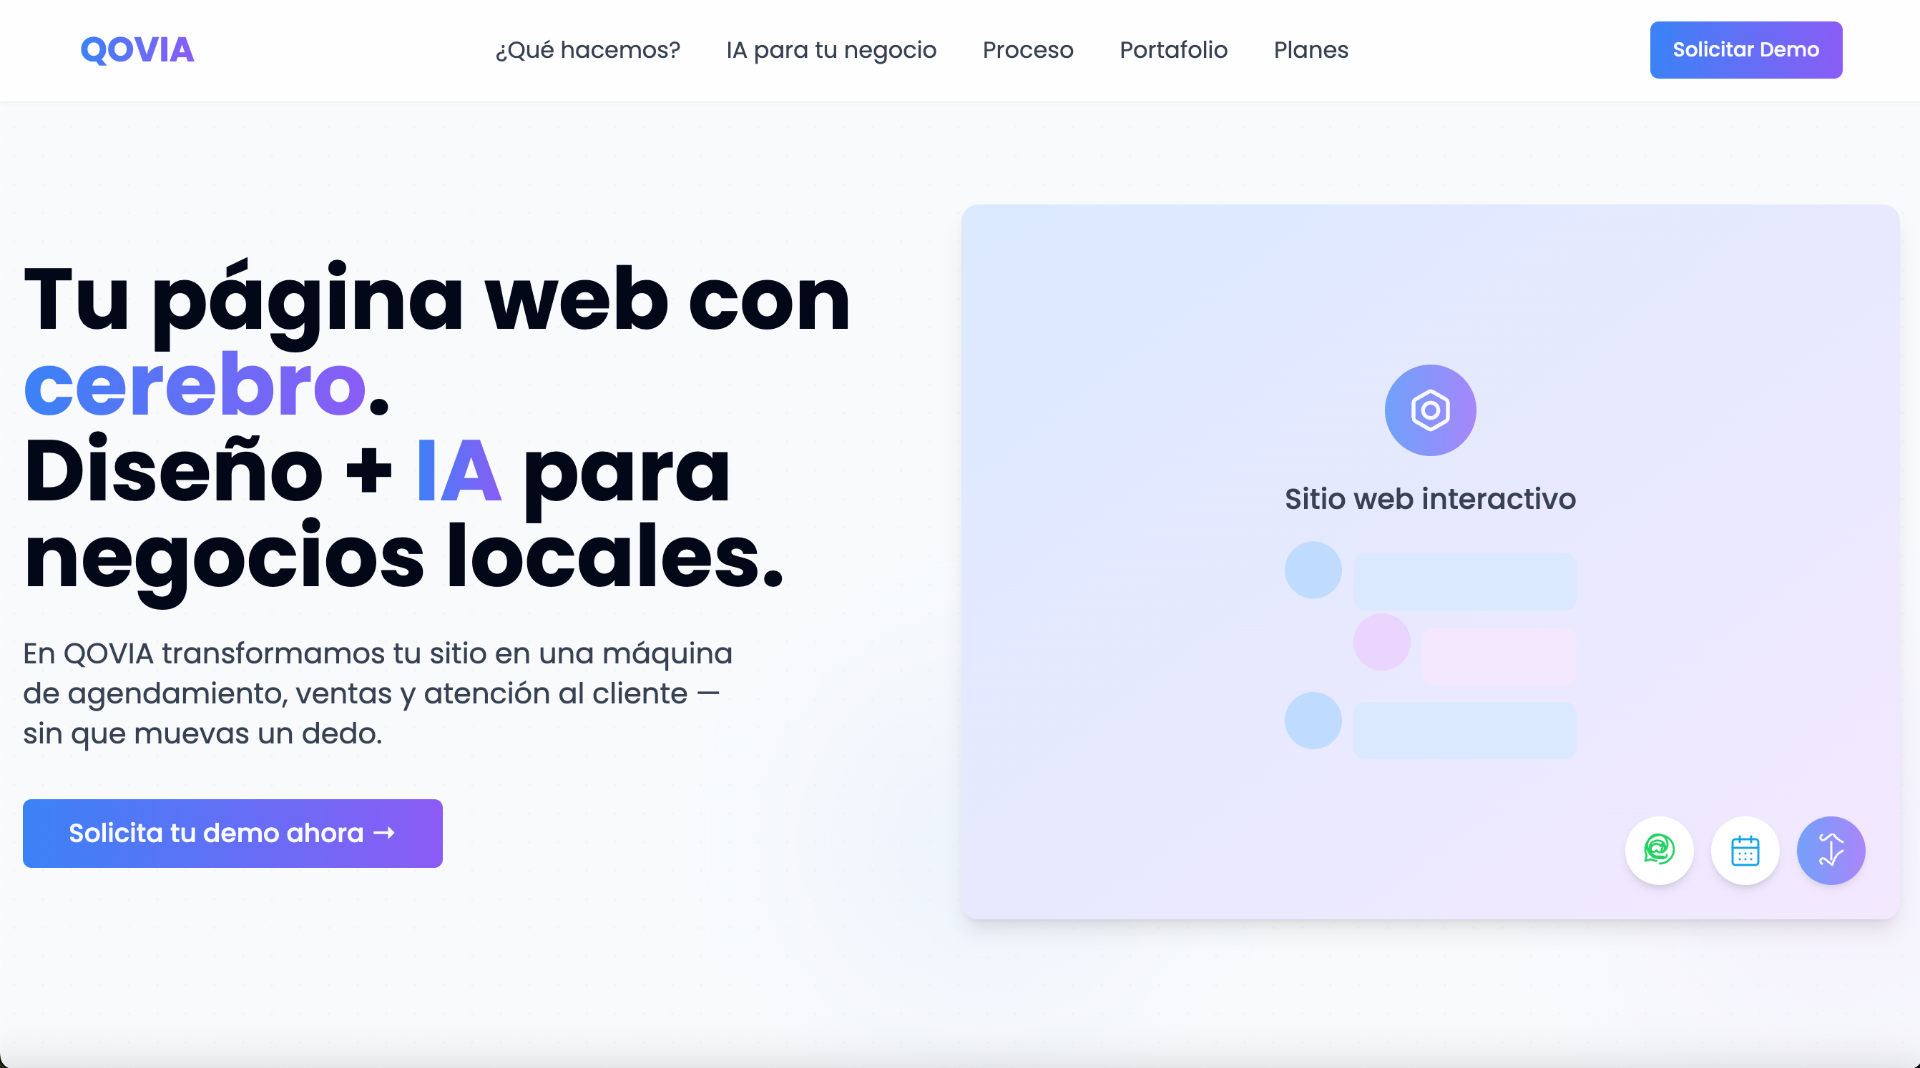 QOVIA
¿Qué hacemos?
IA para tu negocio
Proceso
Portafolio
Planes
Solicitar Demo
Tu página web con
cerebro.
Diseño + IA para
negocios locales.
En QOVIA transformamos tu sitio en una máquina
de agendamiento, ventas y atención al cliente —
sin que muevas un dedo.
Solicita tu demo ahora →
Sitio web interactivo